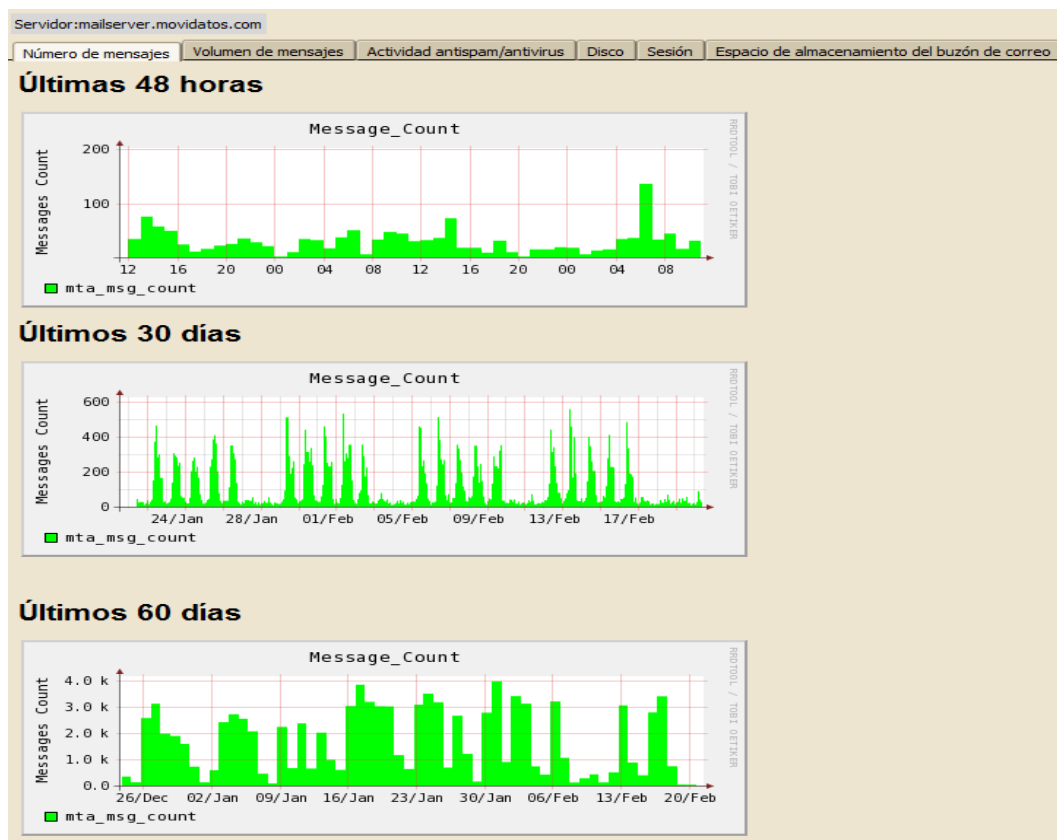 Servidor:mailserver.movidatos.com
Número de mensajes Volumen de mensajes Actividad antispam/antivirus Disco Sesión Espacio de almacenamiento del buzón de correo
Últimas 48 horas
Message_Count
RRDTOOL / TOBI OETIKER
Messages Count
200
100
12 16 20 00 04 08 12 16 20 00 04 08
mta_msg_count
Últimos 30 días
Message_Count
RRDTOOL / TOBI OETIKER
Messages Count
600
400
200
0
24/Jan 28/Jan 01/Feb 05/Feb 09/Feb 13/Feb 17/Feb
mta_msg_count
Últimos 60 días
Message_Count
RRDTOOL / TOBI OETIKER
Messages Count
4.0 k
3.0 k
2.0 k
1.0 k
0.0
26/Dec 02/Jan 09/Jan 16/Jan 23/Jan 30/Jan 06/Feb 13/Feb 20/Feb
mta_msg_count